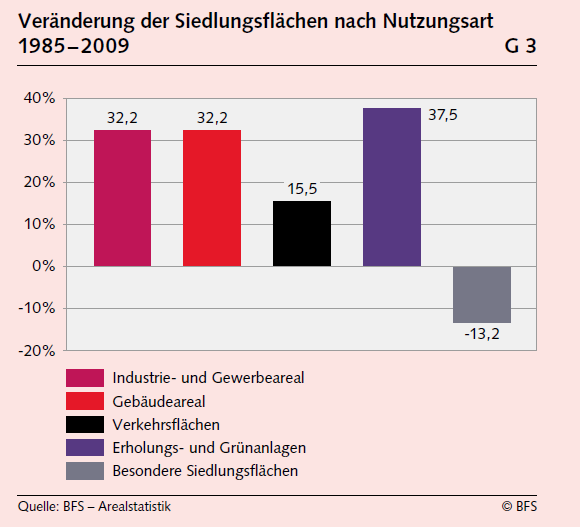 Veränderung der Siedlungsflächen nach Nutzungsart
1985–2009 G 3
40%
30%
20%
10%
0%
-10%
-20%
32,2
32,2
15,5
37,5
-13,2
Industrie- und Gewerbeareal
Gebäudeareal
Verkehrsflächen
Erholungs- und Grünanlagen
Besondere Siedlungsflächen
Quelle: BFS – Arealstatistik © BFS